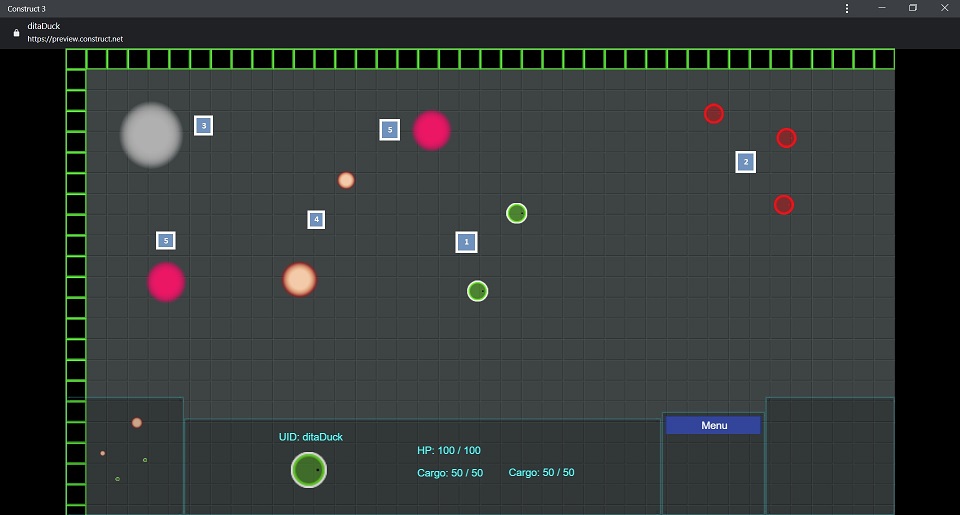 Construct 3
ditaDuck
https://preview.construct.net
3
5
2
4
5
1
Menu
UID: ditaDuck
HP: 100 / 100
Cargo: 50 / 50
Cargo: 50 / 50